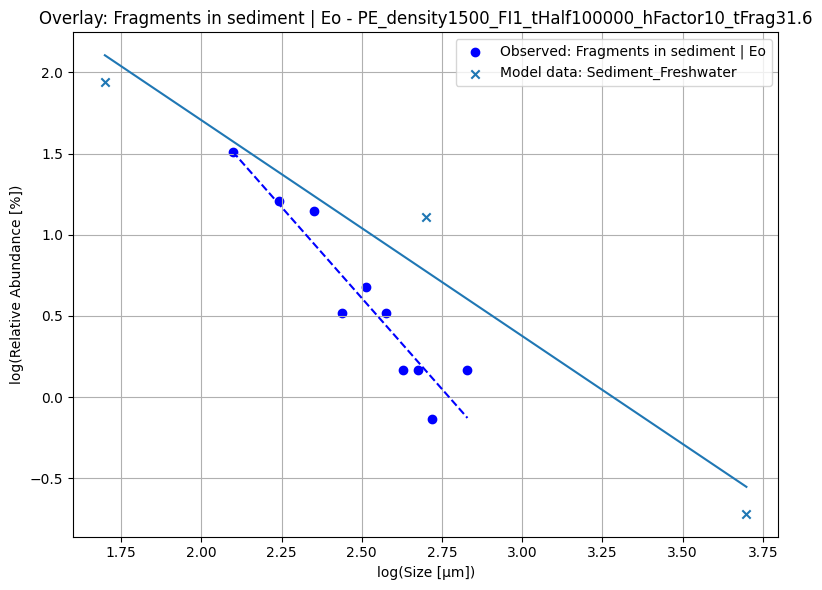 Overlay: Fragments in sediment | Eo - PE_density1500_FI1_tHalf100000_hFactor10_tFrag31.6
Observed: Fragments in sediment | Eo
Model data: Sediment_Freshwater
log(Relative Abundance [%])
2.0
1.5
1.0
0.5
0.0
−0.5
1.75 2.00 2.25 2.50 2.75 3.00 3.25 3.50 3.75
log(Size [µm])